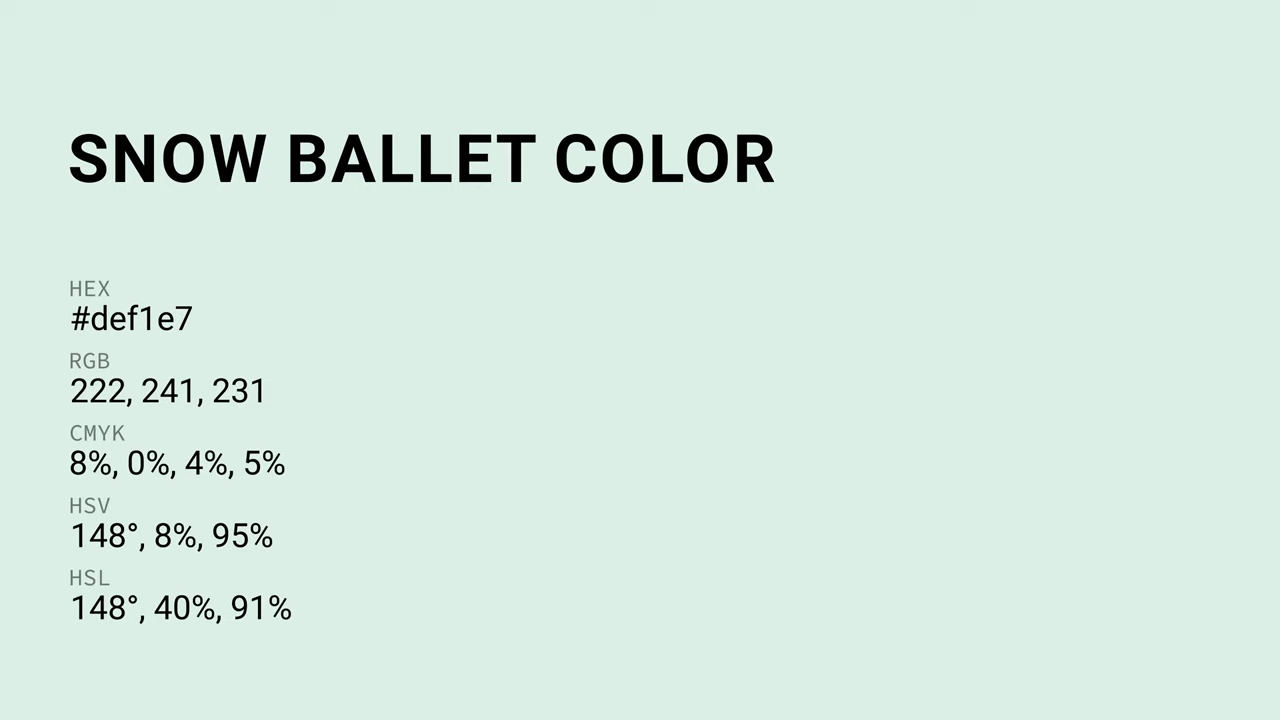 SNOW BALLET COLOR
HEX
#def1e7
RGB
222, 241, 231
CMYK
8%, 0%, 4%, 5%
HSV
148°, 8%, 95%
HSL
148°, 40%, 91%